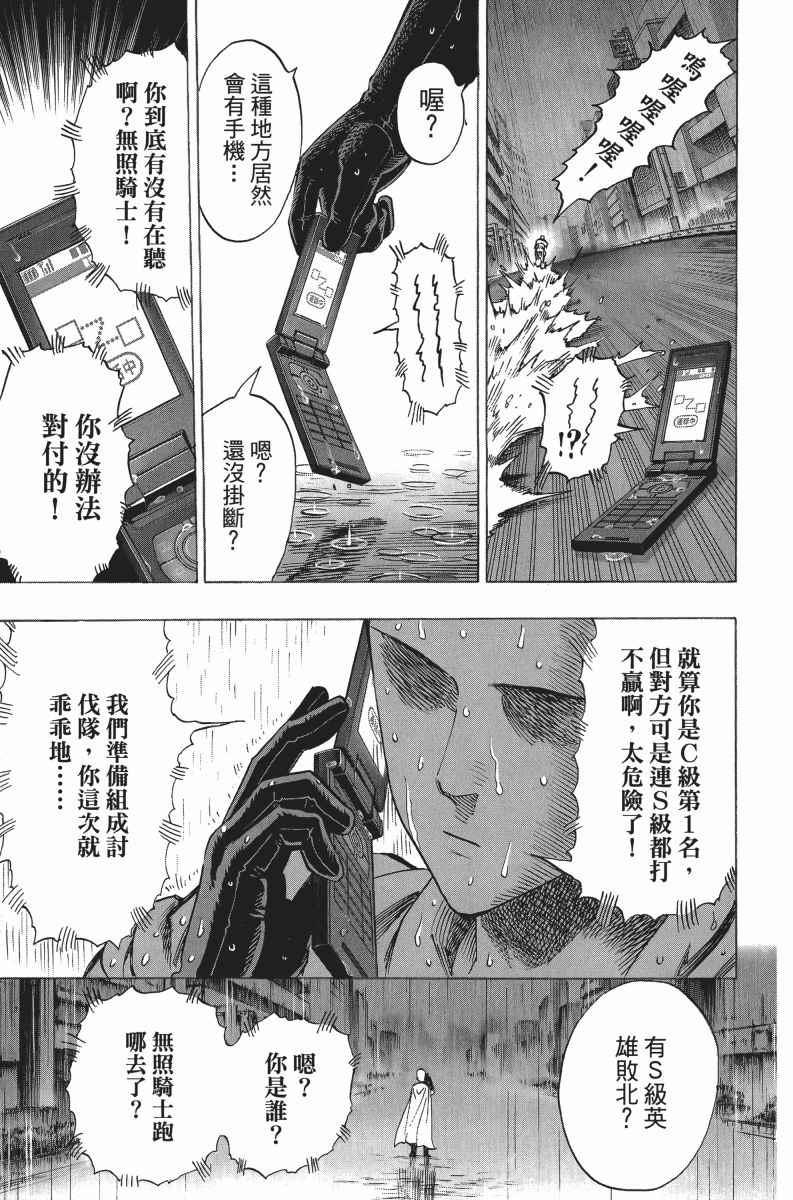 嗚喔喔喔喔！
～～～～
～～～～!?
喔？
這種地方居然
會有手機…
～～～～
～～～～
嗯？
還沒掛斷？
你到底有沒有在聽
啊？無照騎士！
你沒辦法
對付的！
就算你是C級第1名，
但對方可是連S級都打
不贏啊，太危險了！
我們準備組成討
伐隊，你這次就
乖乖地……
有S級英
雄敗北？
嗯？
你是誰？
無照騎士跑
哪去了？